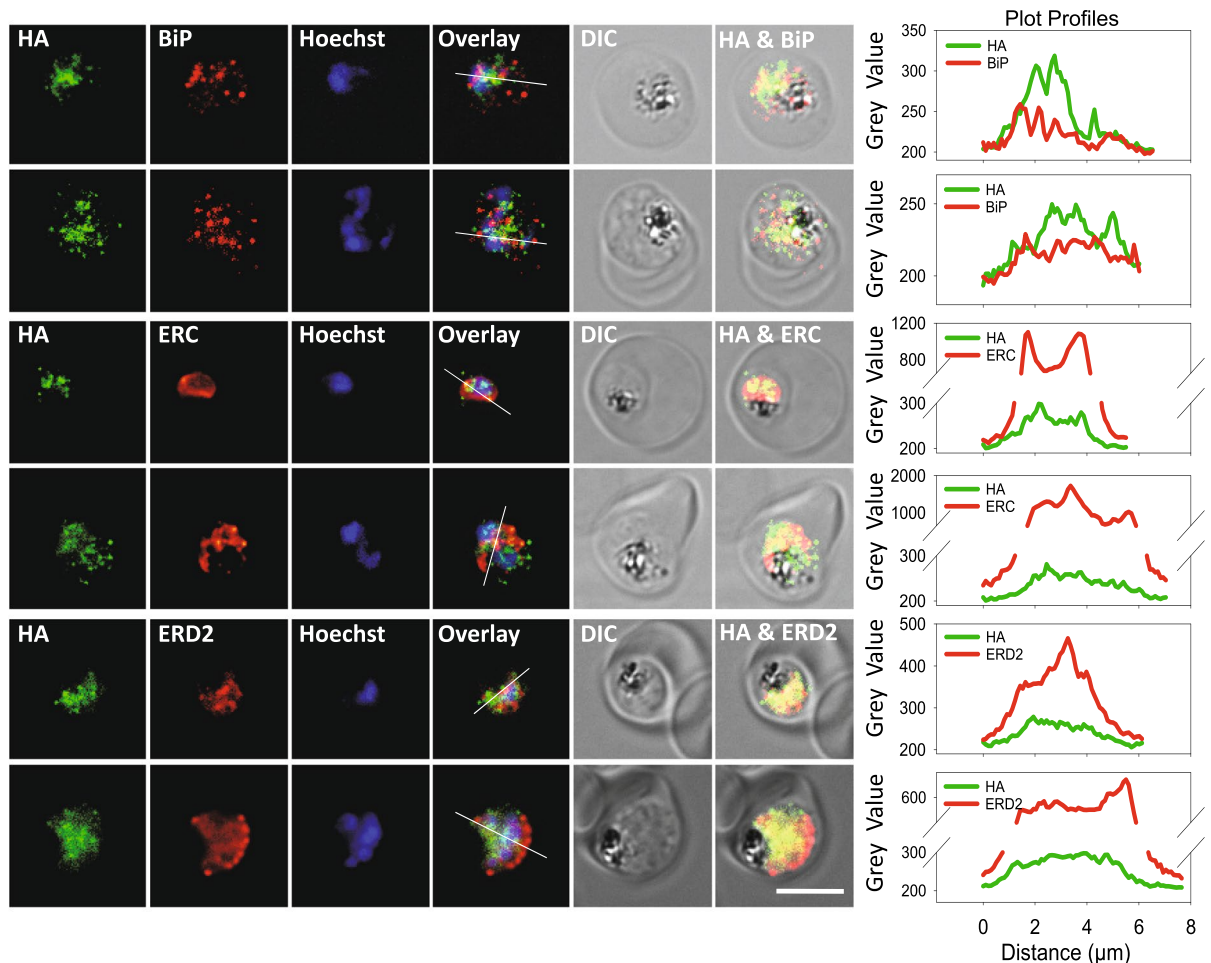 Plot Profiles
HA BiP Hoechst Overlay DIC HA & BiP
350
300
250
200
Grey Value
HA
BiP
250
200
Grey Value
HA
BiP
HA ERC Hoechst Overlay DIC HA & ERC
1200
800
300
200
Grey Value
HA
ERC
2000
1000
300
200
Grey Value
HA
ERC
HA ERD2 Hoechst Overlay DIC HA & ERD2
500
400
300
200
Grey Value
HA
ERD2
600
300
200
Grey Value
HA
ERD2
0 2 4 6 8
Distance (µm)